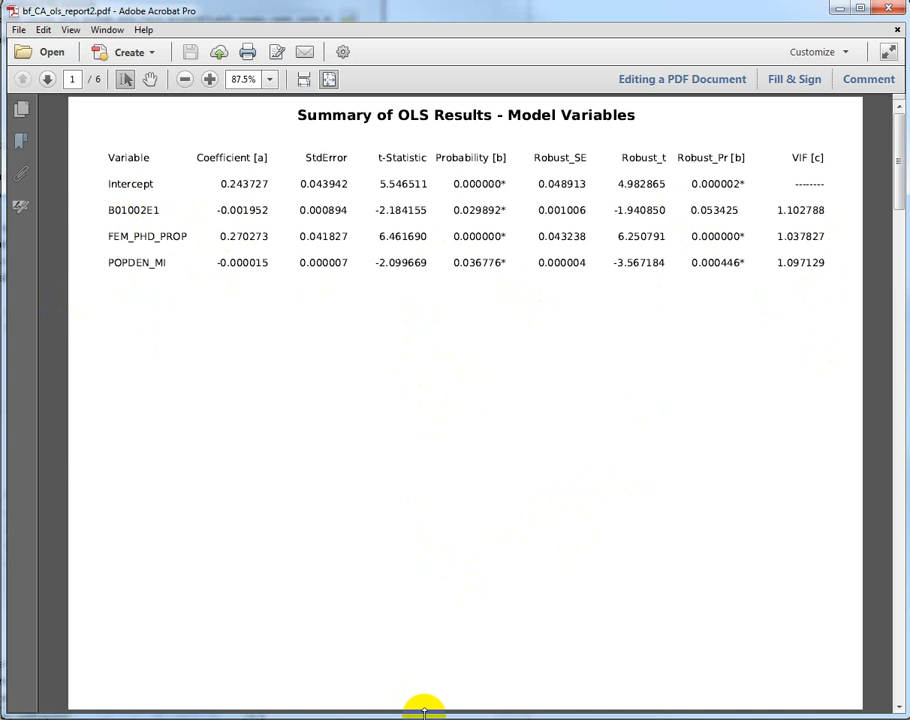 bf_CA_ols_report2.pdf - Adobe Acrobat Pro
File Edit View Window Help
Open Create Customize
1 / 6 87.5% Editing a PDF Document Fill & Sign Comment
Summary of OLS Results - Model Variables
Variable Coefficient [a] StdError t-Statistic Probability [b] Robust_SE Robust_t Robust_Pr [b] VIF [c]
Intercept 0.243727 0.043942 5.546511 0.000000* 0.048913 4.982865 0.000002* --------
B01002E1 -0.001952 0.000894 -2.184155 0.029892* 0.001006 -1.940850 0.053425 1.102788
FEM_PHD_PROP 0.270273 0.041827 6.461690 0.000000* 0.043238 6.250791 0.000000* 1.037827
POPDEN_MI -0.000015 0.000007 -2.099669 0.036776* 0.000004 -3.567184 0.000446* 1.097129